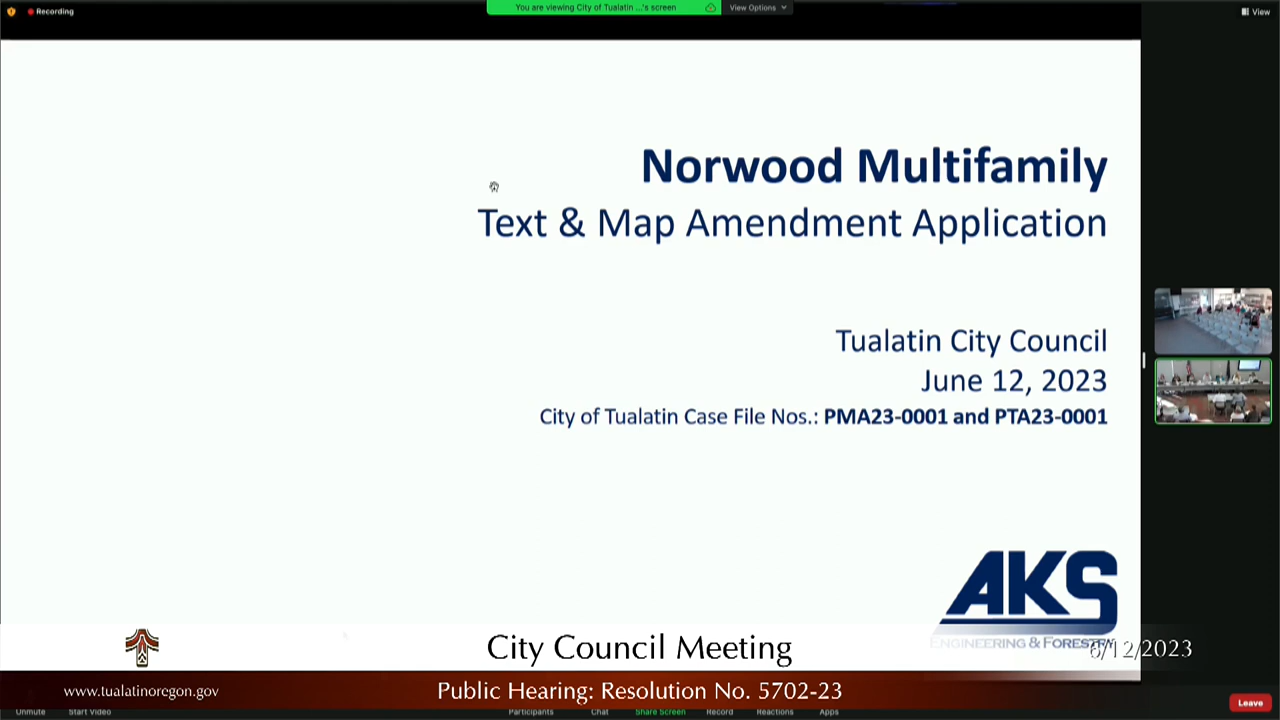 Recording
You are viewing City of Tualatin ...'s screen
View Options
View
Norwood Multifamily
Text & Map Amendment Application
Tualatin City Council
June 12, 2023
City of Tualatin Case File Nos.: PMA23-0001 and PTA23-0001
AKS
ENGINEERING & FORESTRY
City Council Meeting
6/12/2023
www.tualatinoregon.gov
Public Hearing: Resolution No. 5702-23
Unmute
Start Video
Participants
Chat
Share Screen
Record
Reactions
Apps
Leave